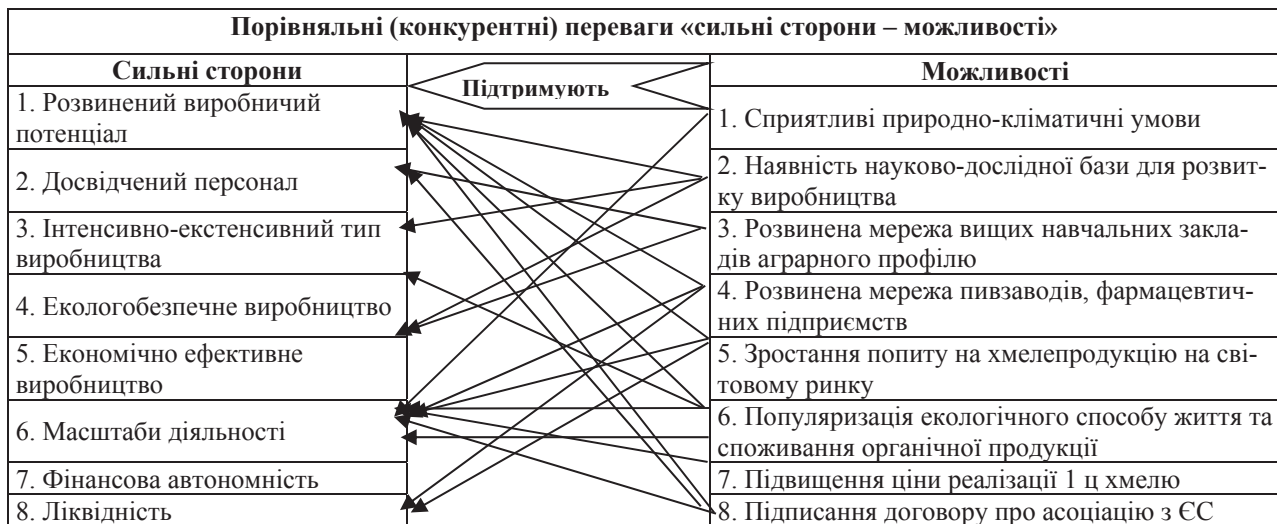 Порівняльні (конкурентні) переваги «сильні сторони – можливості»
Сильні сторони
Підтримують
Можливості
1. Розвинений виробничий
потенціал
2. Досвідчений персонал
3. Інтенсивно-екстенсивний тип
виробництва
4. Екологобезпечне виробництво
5. Економічно ефективне
виробництво
6. Масштаби діяльності
7. Фінансова автономність
8. Ліквідність
1. Сприятливі природно-кліматичні умови
2. Наявність науково-дослідної бази для розвит-
ку виробництва
3. Розвинена мережа вищих навчальних закла-
дів аграрного профілю
4. Розвинена мережа пивзаводів, фармацевтич-
них підприємств
5. Зростання попиту на хмелепродукцію на сві-
товому ринку
6. Популяризація екологічного способу життя та
споживання органічної продукції
7. Підвищення ціни реалізації 1 ц хмелю
8. Підписання договору про асоціацію з ЄС